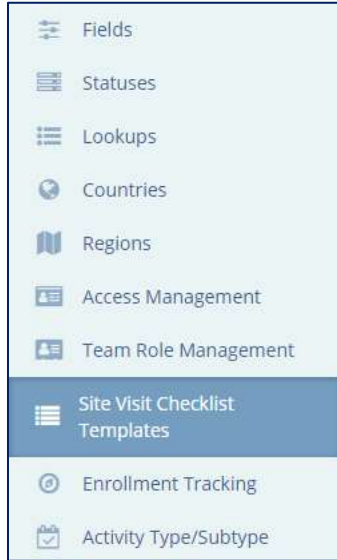 Fields
Statuses
Lookups
Countries
Regions
Access Management
Team Role Management
Site Visit Checklist
Templates
Enrollment Tracking
Activity Type/Subtype